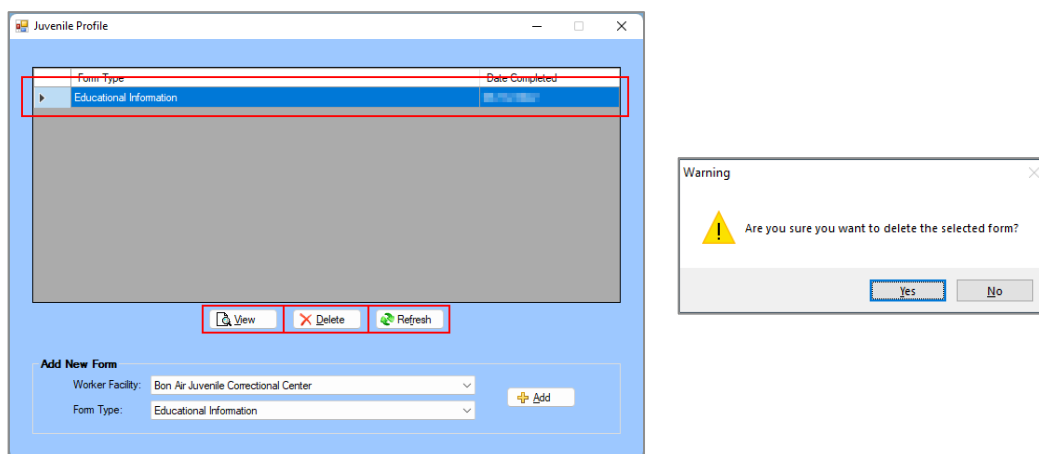 Juvenile Profile
Form Type Date Completed
Educational Information
View Delete Refresh
Add New Form
Worker Facility: Bon Air Juvenile Correctional Center
Add
Form Type: Educational Information
Warning
Are you sure you want to delete the selected form?
Yes No